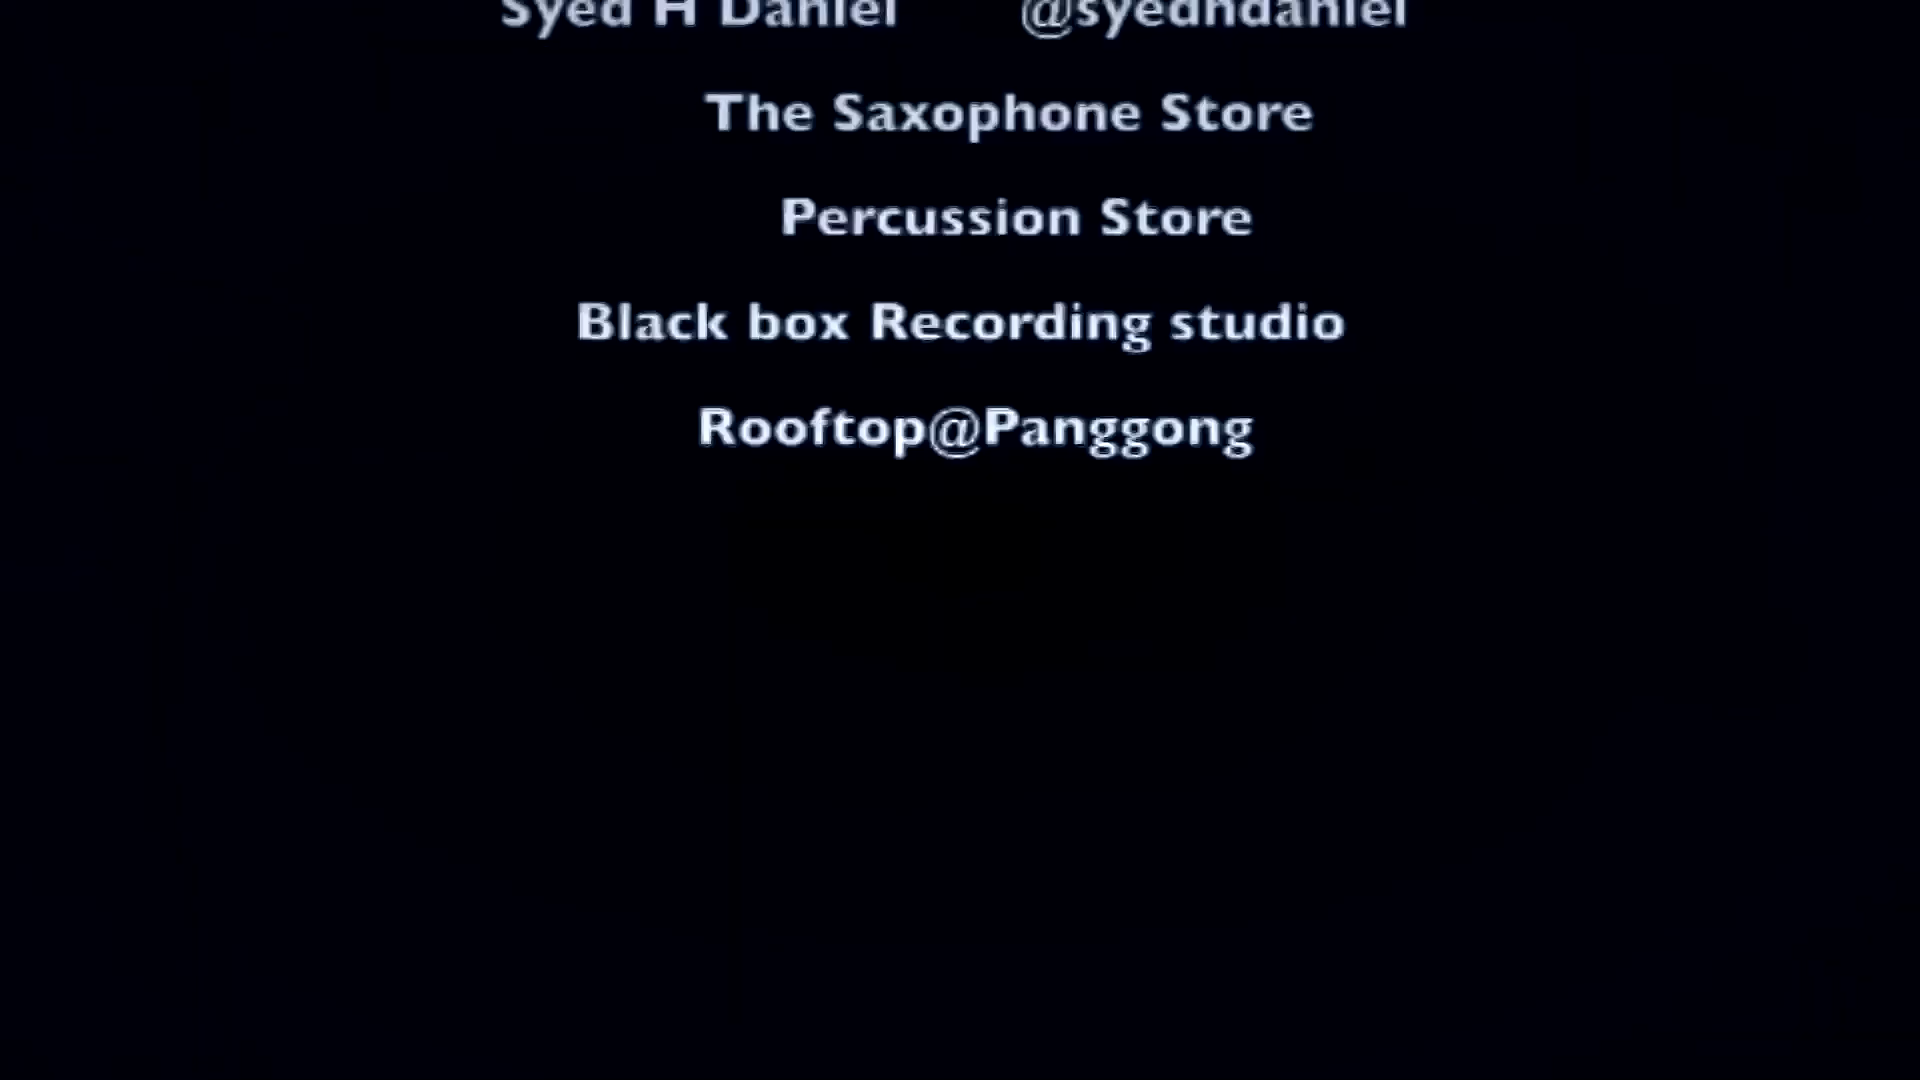 Syed H Daniel @syedhdaniel
The Saxophone Store
Percussion Store
Black box Recording studio
Rooftop@Panggong